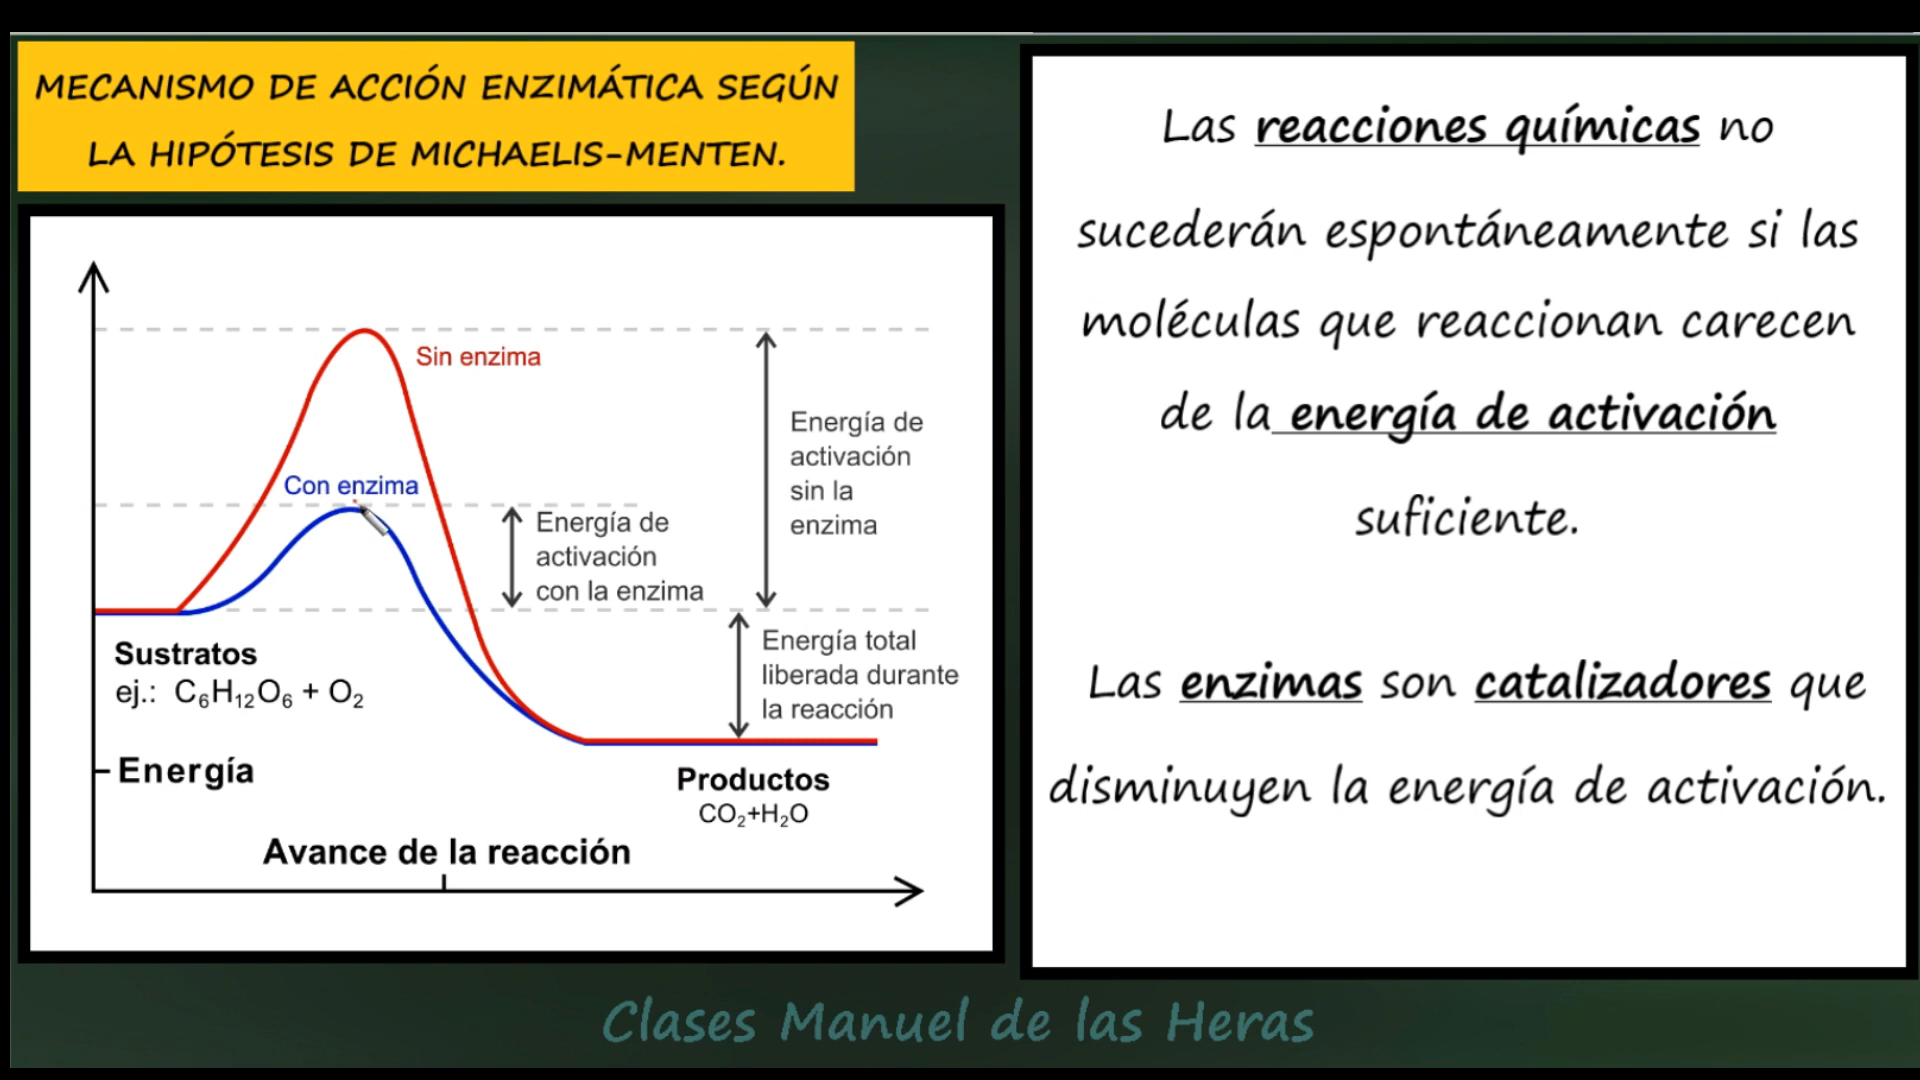 MECANISMO DE ACCIÓN ENZIMÁTICA SEGÚN
LA HIPÓTESIS DE MICHAELIS-MENTEN.
Sin enzima
Con enzima
Energía de
activación
con la enzima
Energía de
activación
sin la
enzima
Energía total
liberada durante
la reacción
Sustratos
ej.: C₆H₁₂O₆ + O₂
Energía
Productos
CO₂+H₂O
Avance de la reacción
Las reacciones químicas no
sucederán espontáneamente si las
moléculas que reaccionan carecen
de la energía de activación
suficiente.
Las enzimas son catalizadores que
disminuyen la energía de activación.
Clases Manuel de las Heras